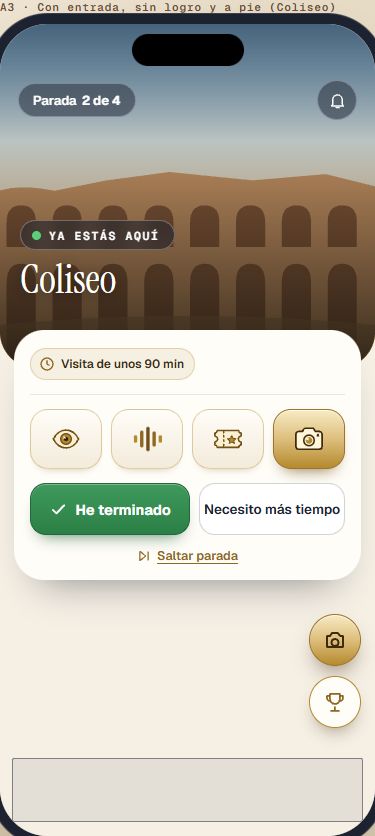 A3 · Con entrada, sin logro y a pie (Coliseo)
Parada 2 de 4
YA ESTÁS AQUÍ
Coliseo
Visita de unos 90 min
He terminado
Necesito más tiempo
Saltar parada